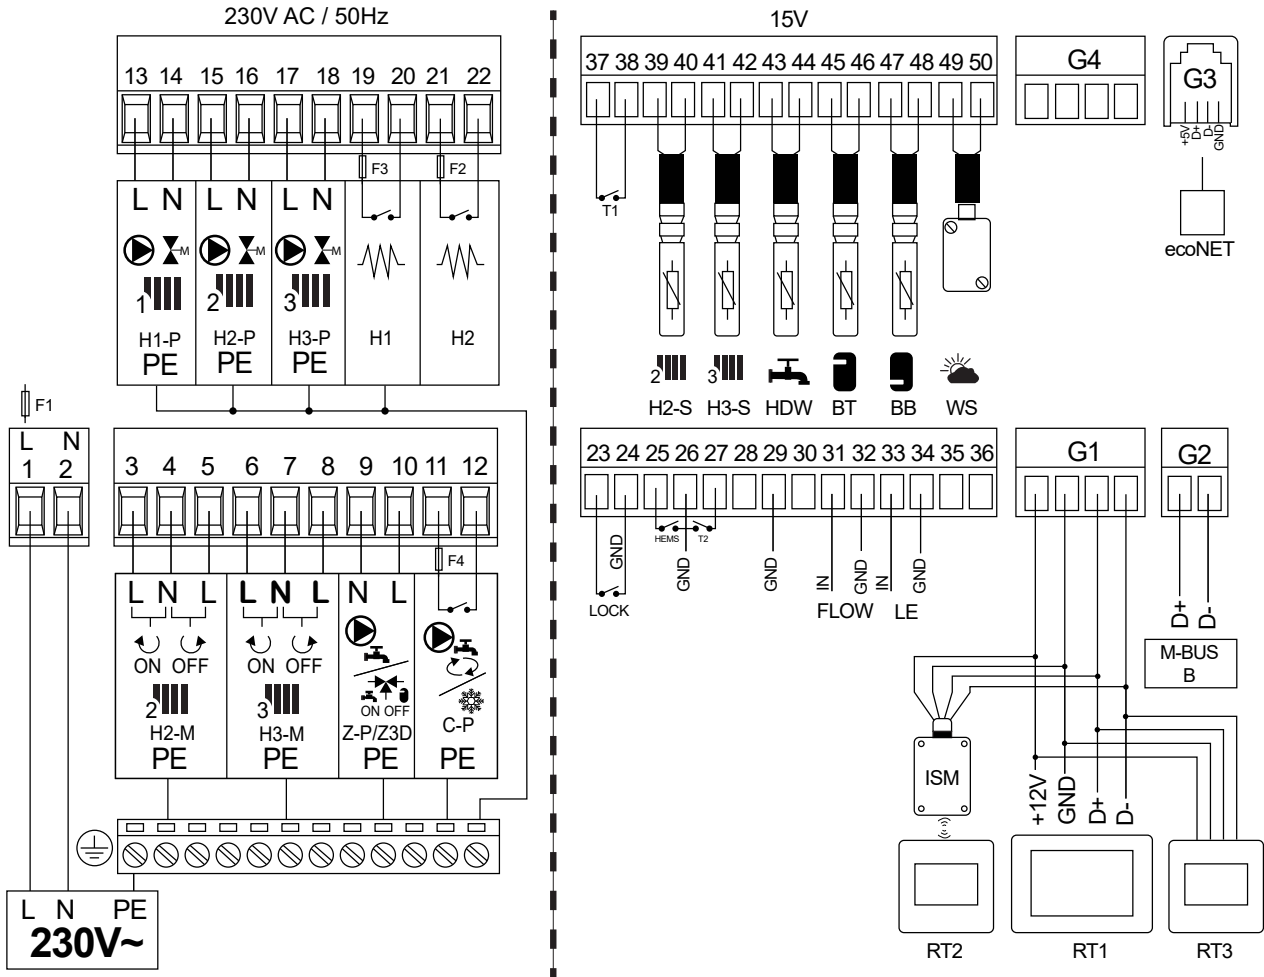 230V AC / 50Hz
13 14 15 16 17 18 19 20 21 22
F3 F2
L N L N L N
M M M
1 2 3
H1-P H2-P H3-P H1 H2
PE PE PE
F1
L N
1 2
3 4 5 6 7 8 9 10 11 12
F4
L N L L N L N L
ON OFF ON OFF
ON OFF
2 3
H2-M H3-M Z-P/Z3D C-P
PE PE PE PE
L N PE
230V~
15V
37 38 39 40 41 42 43 44 45 46 47 48 49 50
T1
2 3
H2-S H3-S HDW BT BB WS
G4
G3
+5V
D+
D-
GND
ecoNET
23 24 25 26 27 28 29 30 31 32 33 34 35 36
HEMS T2
GND GND GND IN GND IN GND
LOCK FLOW LE
G1
G2
D+ D-
M-BUS
B
ISM
+12V GND D+ D-
RT2 RT1 RT3